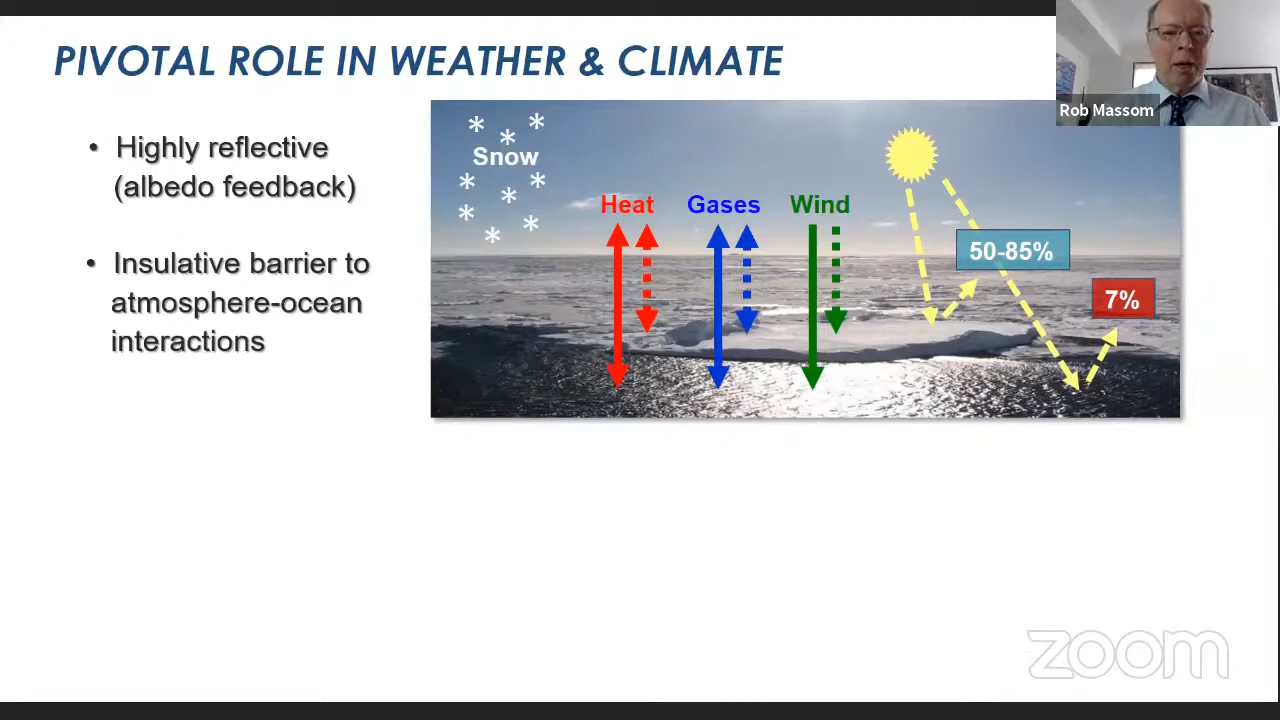 PIVOTAL ROLE IN WEATHER & CLIMATE
Rob Massom
• Highly reflective
(albedo feedback)
• Insulative barrier to
atmosphere-ocean
interactions
Snow
Heat
Gases
Wind
50-85%
7%
zoom